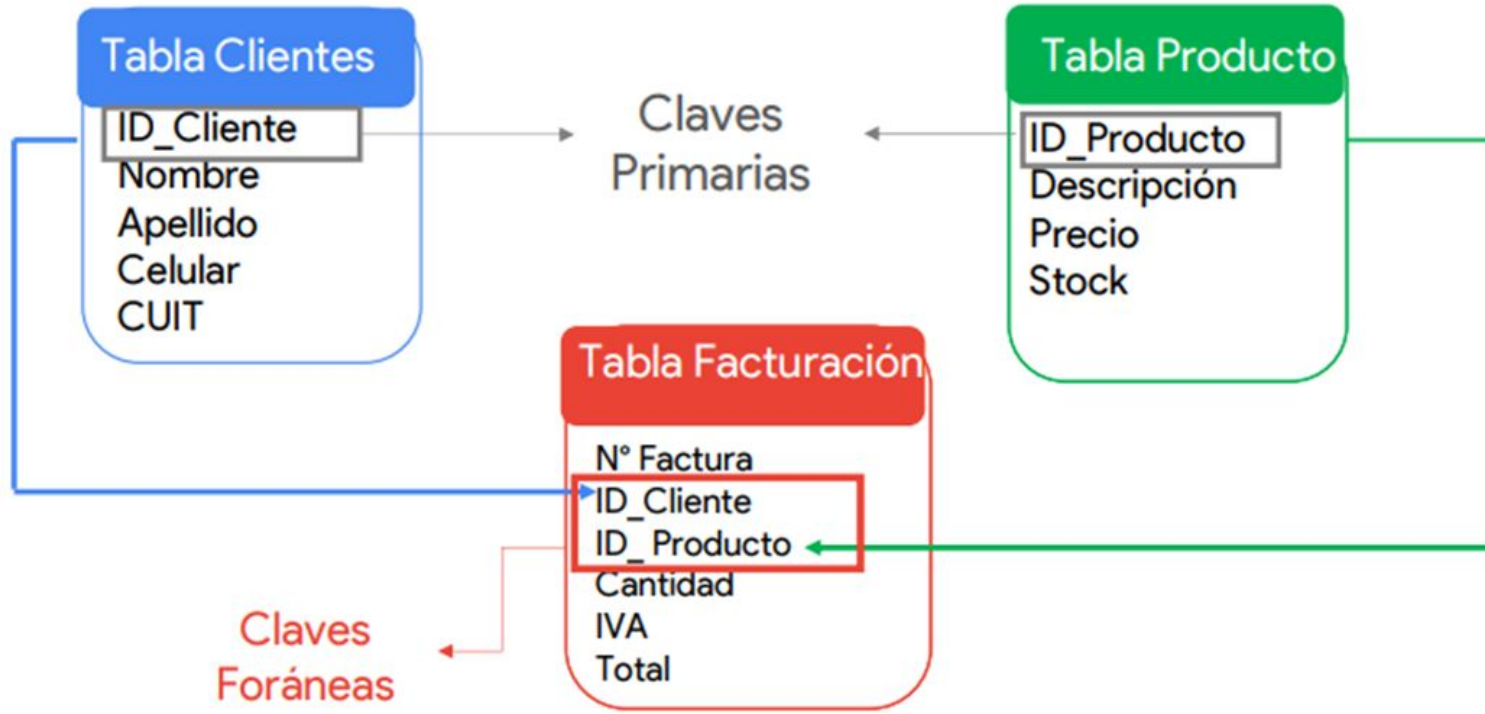 Tabla Clientes
ID_Cliente
Nombre
Apellido
Celular
CUIT
Claves
Primarias
Tabla Producto
ID_Producto
Descripción
Precio
Stock
Tabla Facturación
N° Factura
ID_Cliente
ID_ Producto
Cantidad
IVA
Total
Claves
Foráneas